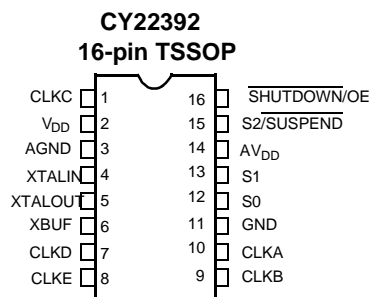 CY22392
16-pin TSSOP
CLKC 1 16 SHUTDOWN/OE
VDD 2 15 S2/SUSPEND
AGND 3 14 AVDD
XTALIN 4 13 S1
XTALOUT 5 12 S0
XBUF 6 11 GND
CLKD 7 10 CLKA
CLKE 8 9 CLKB